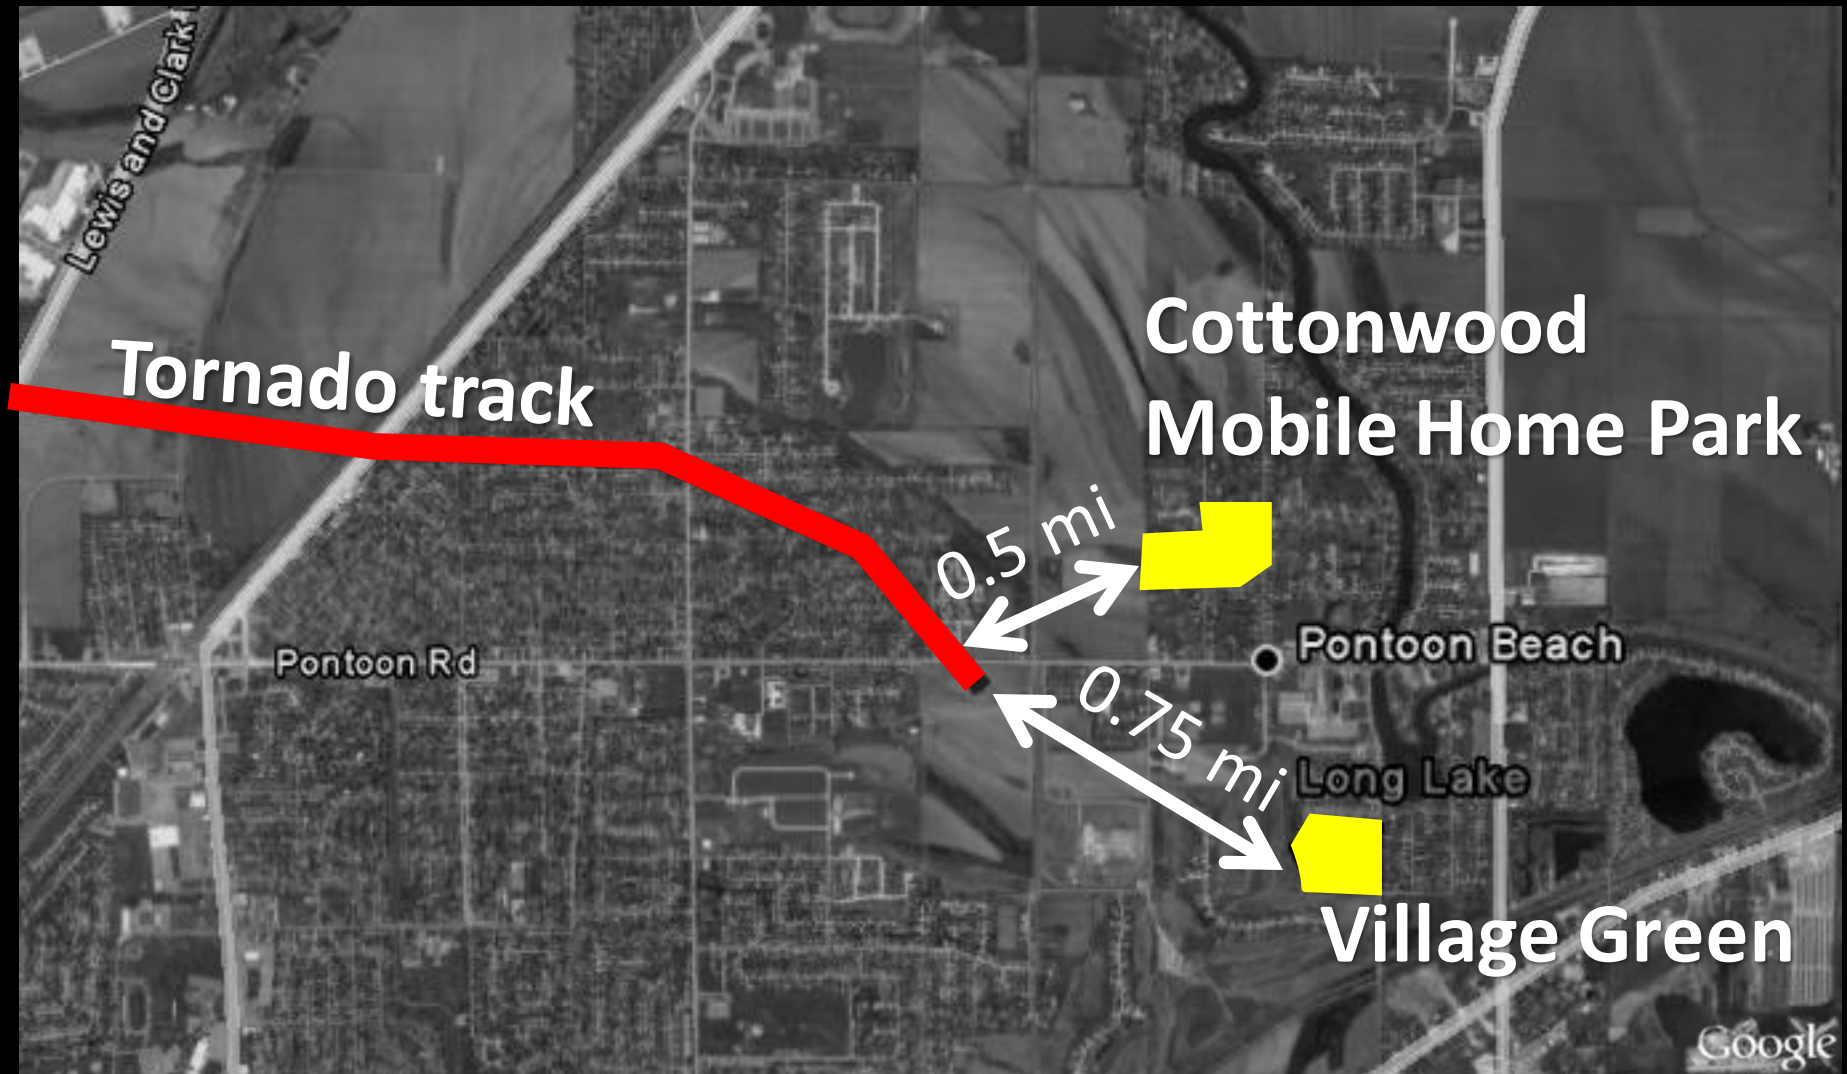 Lewis and Clark
Tornado track
Cottonwood
Mobile Home Park
0.5 mi
Pontoon Rd
Pontoon Beach
0.75 mi
Long Lake
Village Green
Google